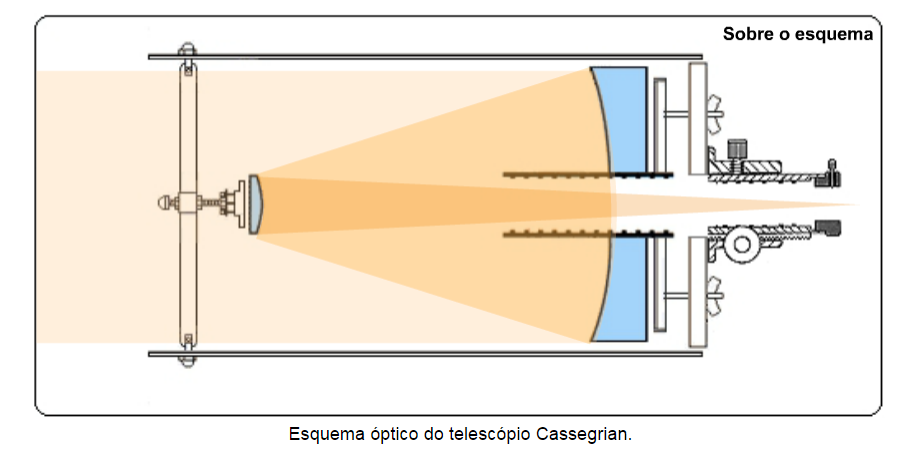 Sobre o esquema
Esquema óptico do telescópio Cassegrian.